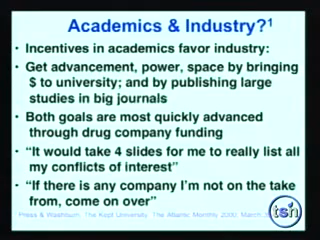 Academics & Industry?1
• Incentives in academics favor industry:
• Get advancement, power, space by bringing
$ to university; and by publishing large
studies in big journals
• Both goals are most quickly advanced
through drug company funding
• “It would take 4 slides for me to really list all
my conflicts of interest”
• “If there is any company I'm not on the take
from, come on over”
Press & Washburn. The Kept University. The Atlantic Monthly 2000. March
tsn